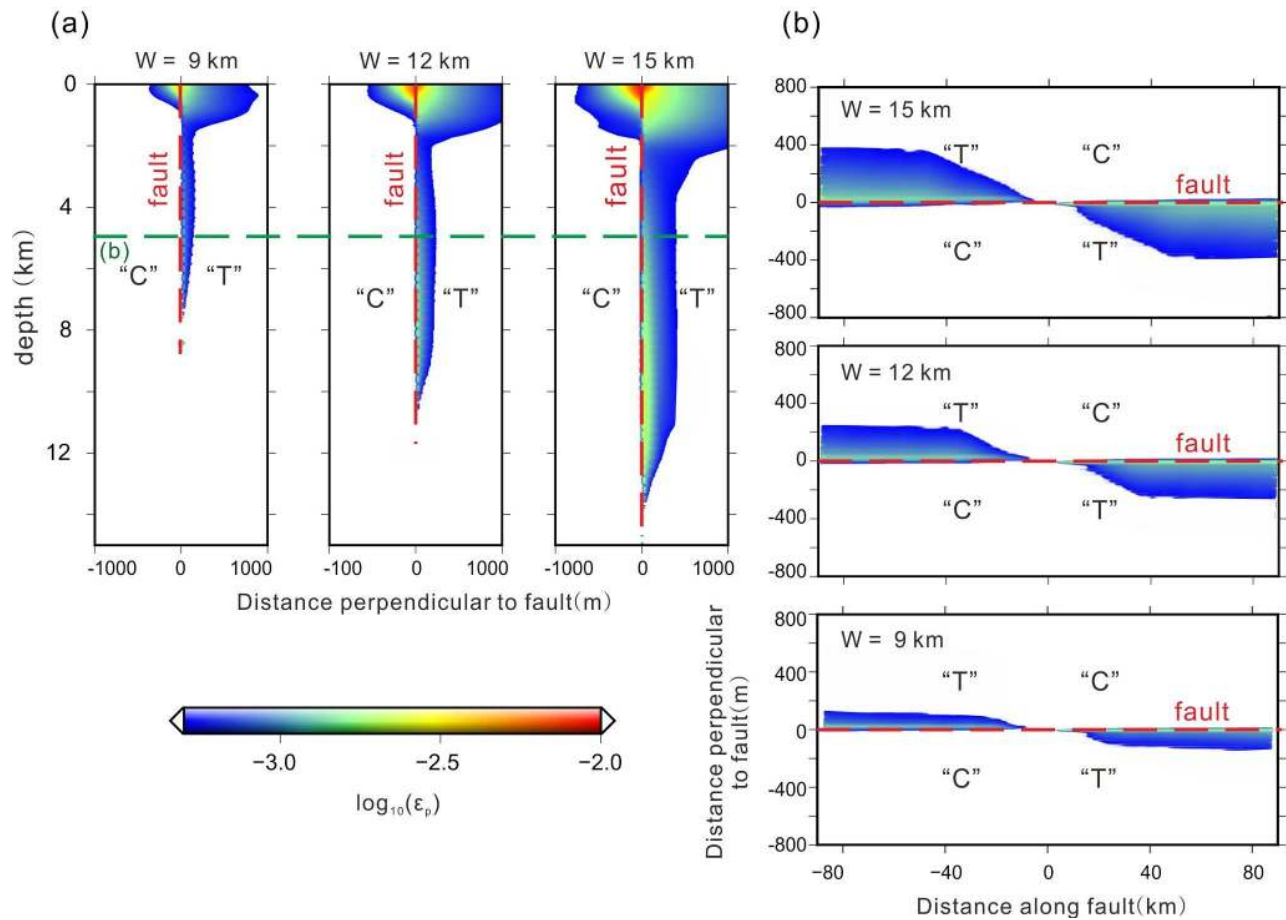 (a)
W = 9 km
W = 12 km
W = 15 km
0
4
8
12
depth (km)
fault
fault
fault
(b)
"C"
"T"
"C"
"T"
"C"
"T"
-1000
0
1000
-100
0
1000
-1000
0
1000
Distance perpendicular to fault(m)
−3.0
−2.5
−2.0
log₁₀(εₚ)
(b)
800
400
0
-400
-800
W = 15 km
"T"
"C"
fault
"C"
"T"
800
400
0
-400
-800
W = 12 km
"T"
"C"
fault
"C"
"T"
800
400
0
-400
-800
W = 9 km
"T"
"C"
fault
"C"
"T"
Distance perpendicular
to fault(m)
−80
−40
0
40
80
Distance along fault(km)